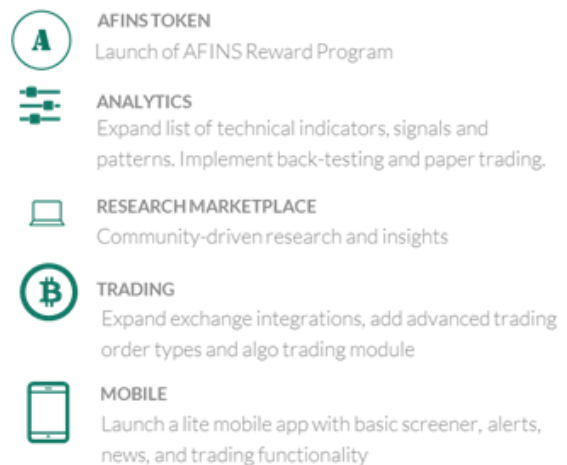 A
AFINS TOKEN
Launch of AFINS Reward Program
ANALYTICS
Expand list of technical indicators, signals and
patterns. Implement back-testing and paper trading.
RESEARCH MARKETPLACE
Community-driven research and insights
TRADING
Expand exchange integrations, add advanced trading
order types and algo trading module
MOBILE
Launch a lite mobile app with basic screener, alerts,
news, and trading functionality